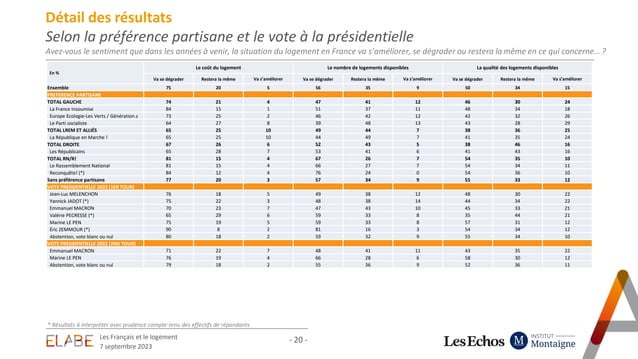 Détail des résultats
Selon la préférence partisane et le vote à la présidentielle
Avez-vous le sentiment que dans les années à venir, la situation du logement en France va s'améliorer, se dégrader ou restera la même en ce qui concerne... ?
En % Le coût du logement Le nombre de logements disponibles La qualité des logements disponibles
Va se dégrader Restera la même Va s'améliorer Va se dégrader Restera la même Va s'améliorer Va se dégrader Restera la même Va s'améliorer
Ensemble 75 20 5 56 35 9 50 34 15
PREFERENCE PARTISANE
TOTAL GAUCHE 74 21 4 47 41 12 46 30 24
La France Insoumise 84 15 1 51 37 11 48 34 18
Europe Ecologie-Les Verts / Génération.s 73 25 2 46 42 12 42 32 26
Le Parti socialiste 64 27 8 39 48 13 43 28 29
TOTAL LREM ET ALLIÉS 65 25 10 49 44 7 38 36 25
La République en Marche ! 65 25 10 44 49 7 41 35 24
TOTAL DROITE 67 26 6 52 43 5 38 46 16
Les Républicains 65 28 7 53 41 6 41 43 16
TOTAL RN/R! 81 15 4 67 26 7 54 35 10
Le Rassemblement National 81 15 4 66 27 7 54 34 11
Reconquête! (*) 84 12 4 76 24 0 54 36 10
Sans préférence partisane 77 20 3 57 34 9 55 33 12
VOTE PRESIDENTIELLE 2022 (1ER TOUR)
Jean-Luc MELENCHON 76 18 5 49 38 12 48 30 22
Yannick JADOT (*) 75 22 3 48 38 14 44 34 22
Emmanuel MACRON 70 23 7 47 43 10 45 33 21
Valérie PECRESSE (*) 65 29 6 59 33 8 35 44 21
Marine LE PEN 75 19 5 59 33 8 57 31 12
Éric ZEMMOUR (*) 90 8 2 81 16 3 54 34 12
Abstention, vote blanc ou nul 80 18 2 59 32 9 55 34 10
VOTE PRESIDENTIELLE 2022 (2ND TOUR)
Emmanuel MACRON 71 22 7 48 41 11 43 35 22
Marine LE PEN 76 19 4 66 28 6 58 30 12
Abstention, vote blanc ou nul 79 18 2 55 36 9 52 36 11
* Résultats à interpréter avec prudence compte-tenu des effectifs de répondants
ELABE Les Français et le logement
7 septembre 2023
- 20 -
Les Echos
M INSTITUT
Montaigne